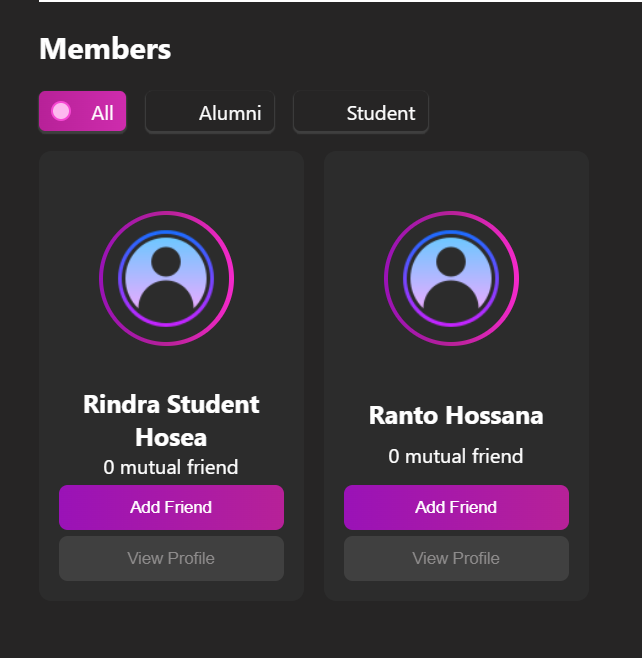 Members
All
Alumni
Student
Rindra Student
Hosea
0 mutual friend
Add Friend
View Profile
Ranto Hossana
0 mutual friend
Add Friend
View Profile